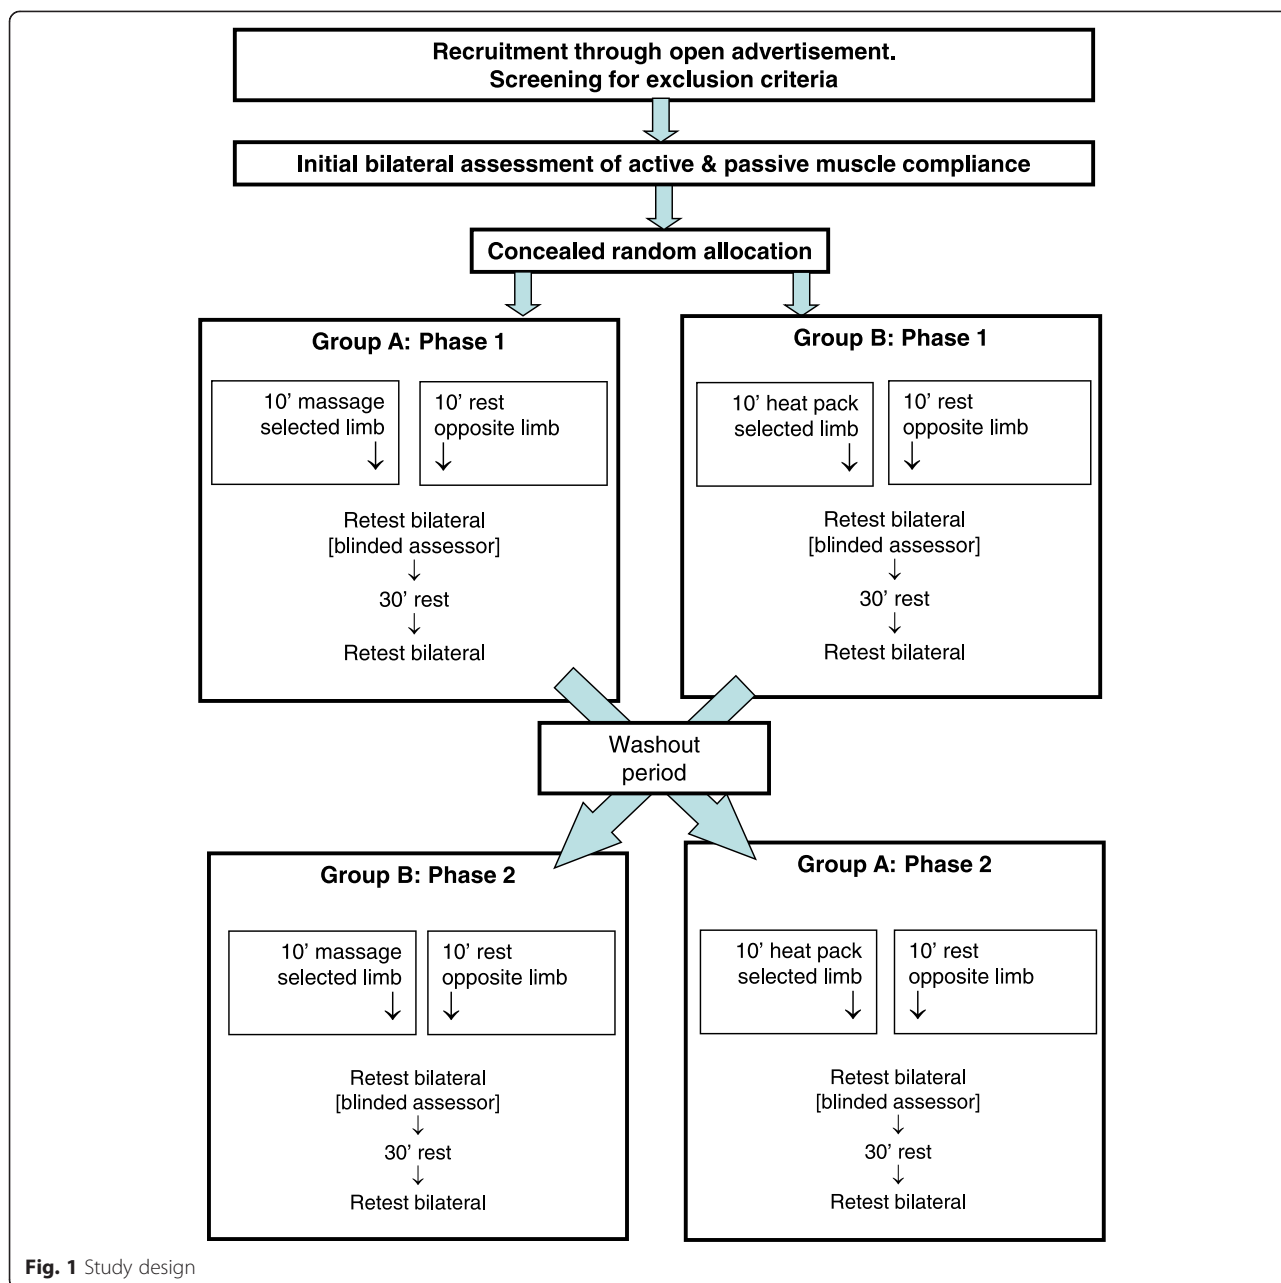 Recruitment through open advertisement.
Screening for exclusion criteria
Initial bilateral assessment of active & passive muscle compliance
Concealed random allocation
Group A: Phase 1
10’ massage
selected limb
↓
10’ rest
opposite limb
↓
Retest bilateral
[blinded assessor]
↓
30’ rest
↓
Retest bilateral
Group B: Phase 1
10’ heat pack
selected limb
↓
10’ rest
opposite limb
↓
Retest bilateral
[blinded assessor]
↓
30’ rest
↓
Retest bilateral
Washout
period
Group B: Phase 2
10’ massage
selected limb
↓
10’ rest
opposite limb
↓
Retest bilateral
[blinded assessor]
↓
30’ rest
↓
Retest bilateral
Group A: Phase 2
10’ heat pack
selected limb
↓
10’ rest
opposite limb
↓
Retest bilateral
[blinded assessor]
↓
30’ rest
↓
Retest bilateral
Fig. 1 Study design